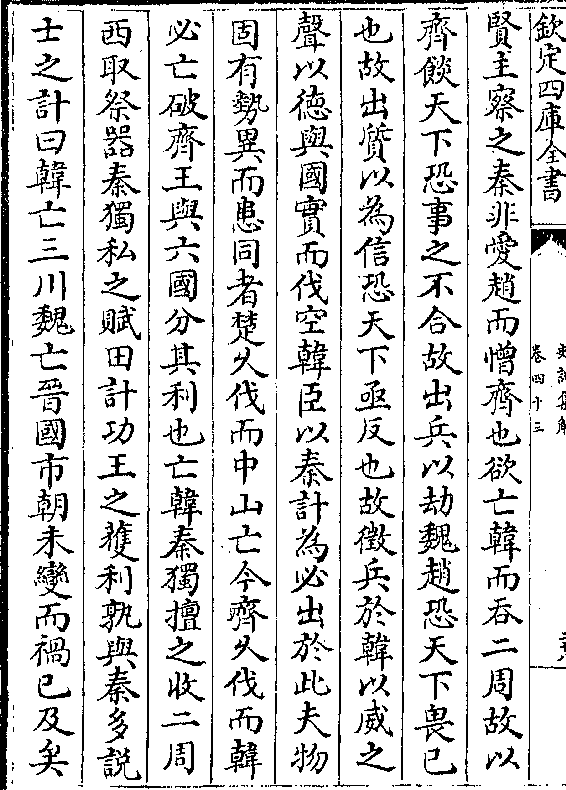 欽定四庫全書
史記集解
卷四十三
賢主察之秦非愛趙而憎齊也欲亡韓而吞二周故以
齊餤天下恐事之不合故出兵以劫魏趙恐天下畏已
也故出質以為信恐天下亟反也故徵兵於韓以威之
聲以徳與國實而伐空韓臣以秦計為必出於此夫物
固有勢異而患同者楚久伐而中山亡今齊久伐而韓
必亡破齊王與六國分其利也亡韓秦獨擅之收二周
西取祭器秦獨私之賦田計功王之獲利孰與秦多說
士之計曰韓亡三川魏亡晉國市朝未變而禍已及矣